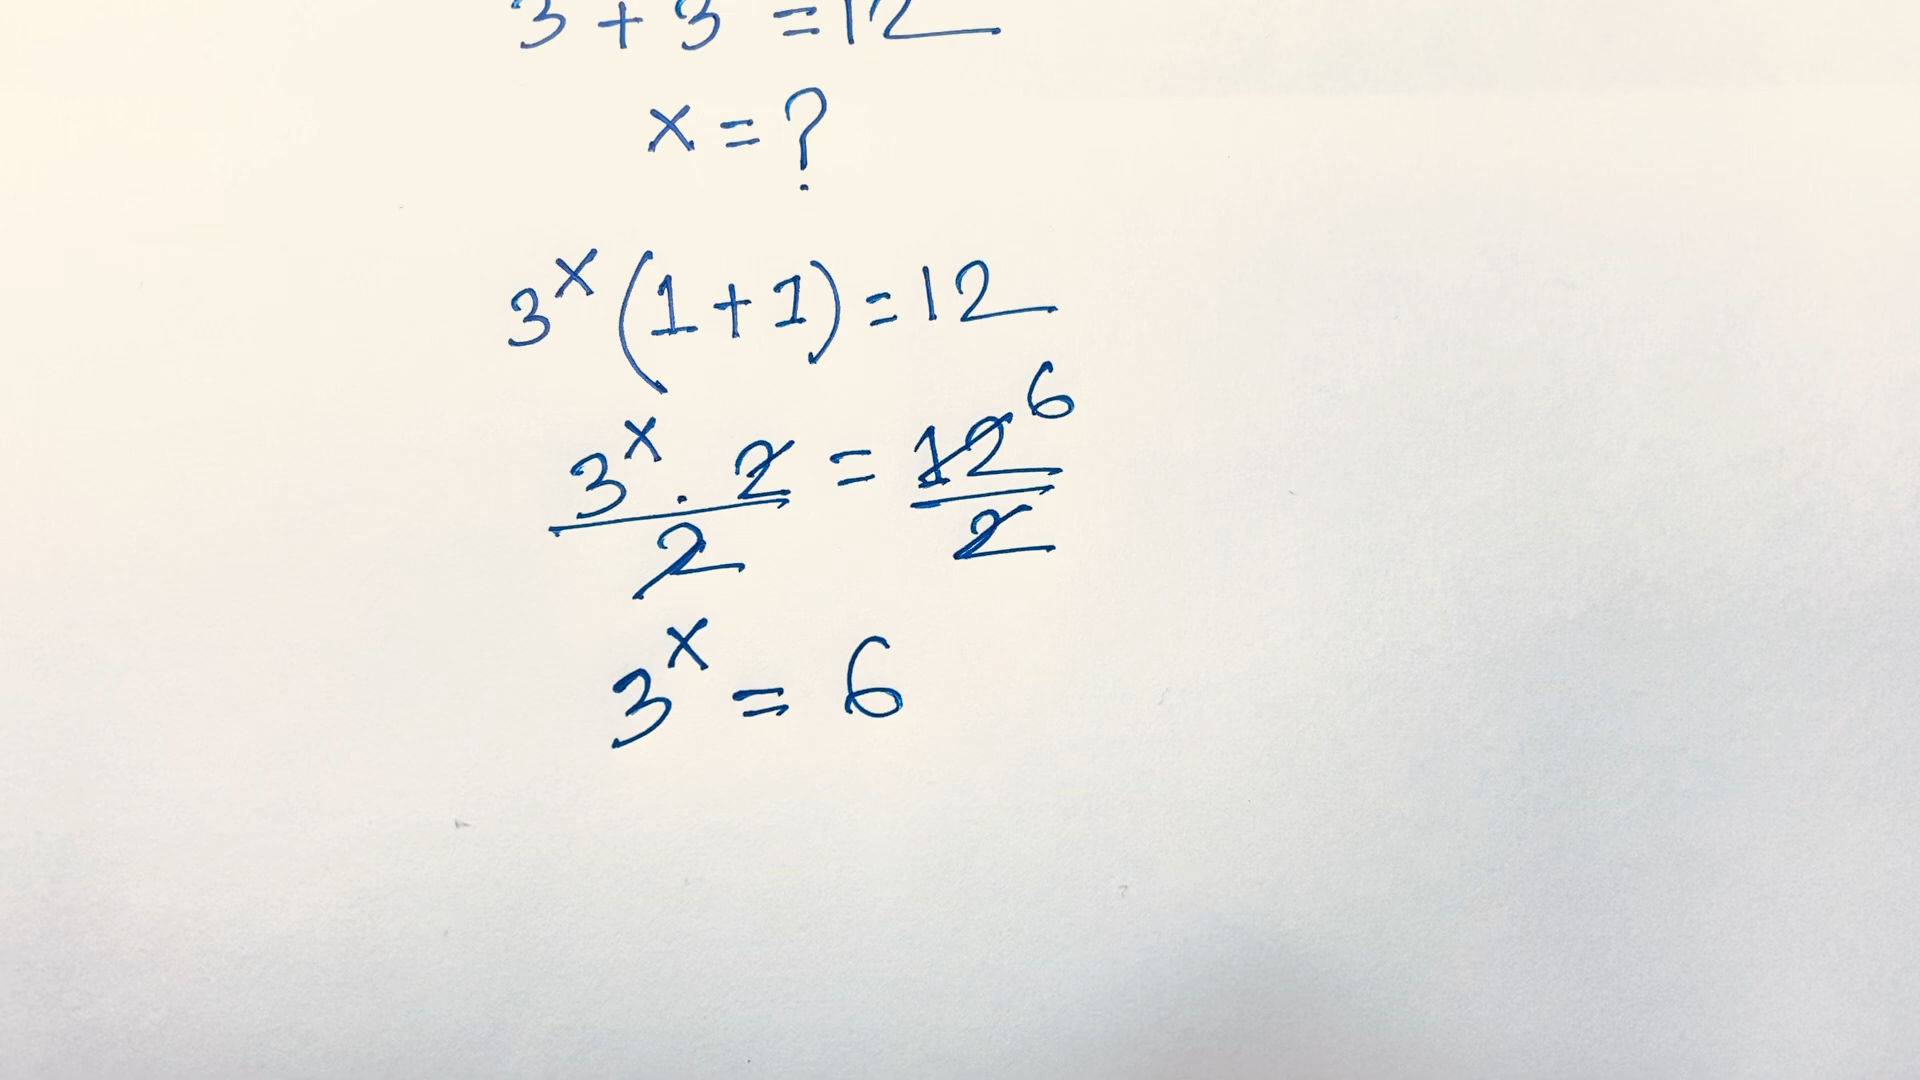 3 + 3 = 12
x = ?
3^x (1 + 1) = 12
3^x . 2 / 2 = 12 / 2 6
3^x = 6